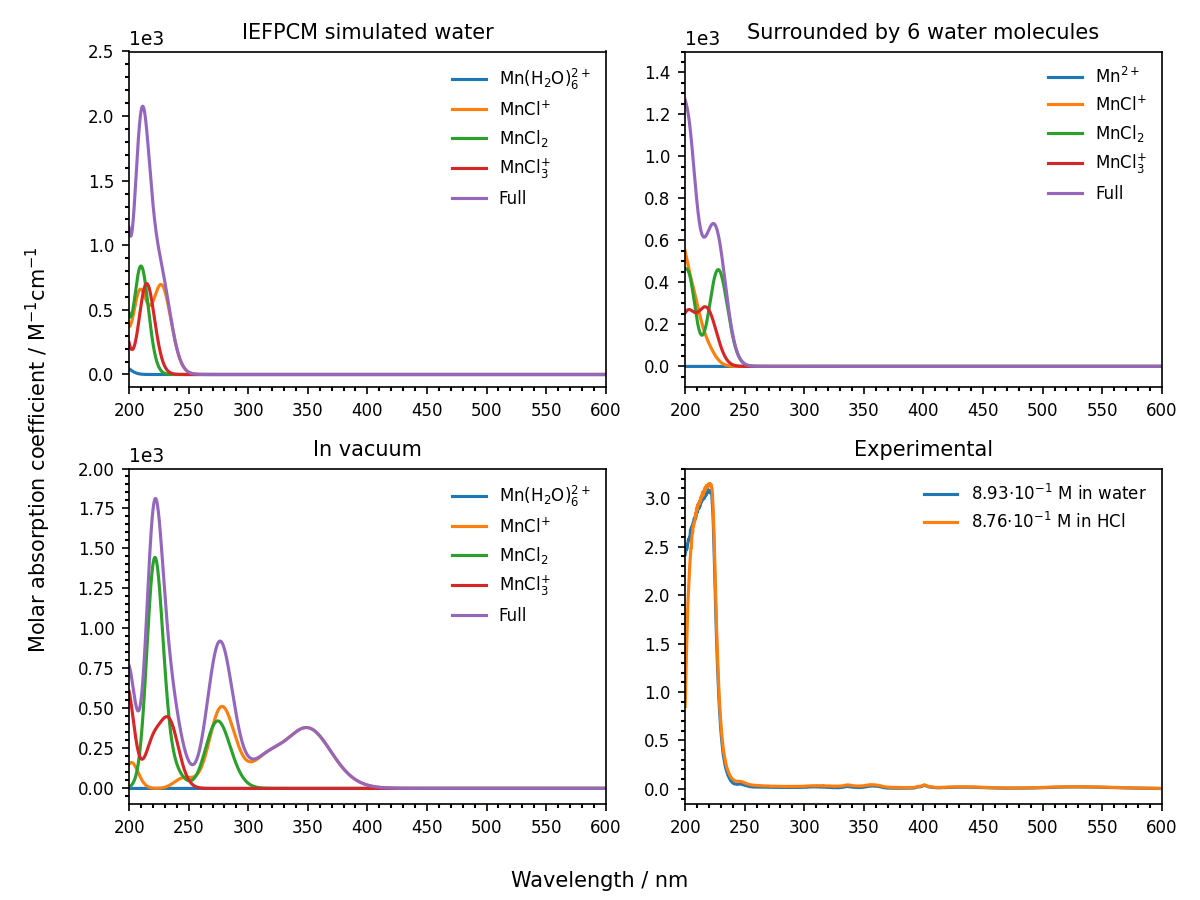 IEFPCM simulated water
1e3
Mn(H₂O)₆²⁺
MnCl⁺
MnCl₂
MnCl₃⁺
Full
2.5
2.0
1.5
1.0
0.5
0.0
200 250 300 350 400 450 500 550 600
Surrounded by 6 water molecules
1e3
Mn²⁺
MnCl⁺
MnCl₂
MnCl₃⁺
Full
1.4
1.2
1.0
0.8
0.6
0.4
0.2
0.0
200 250 300 350 400 450 500 550 600
In vacuum
1e3
Mn(H₂O)₆²⁺
MnCl⁺
MnCl₂
MnCl₃⁺
Full
2.00
1.75
1.50
1.25
1.00
0.75
0.50
0.25
0.00
200 250 300 350 400 450 500 550 600
Experimental
8.93·10⁻¹ M in water
8.76·10⁻¹ M in HCl
3.0
2.5
2.0
1.5
1.0
0.5
0.0
200 250 300 350 400 450 500 550 600
Molar absorption coefficient / M⁻¹cm⁻¹
Wavelength / nm